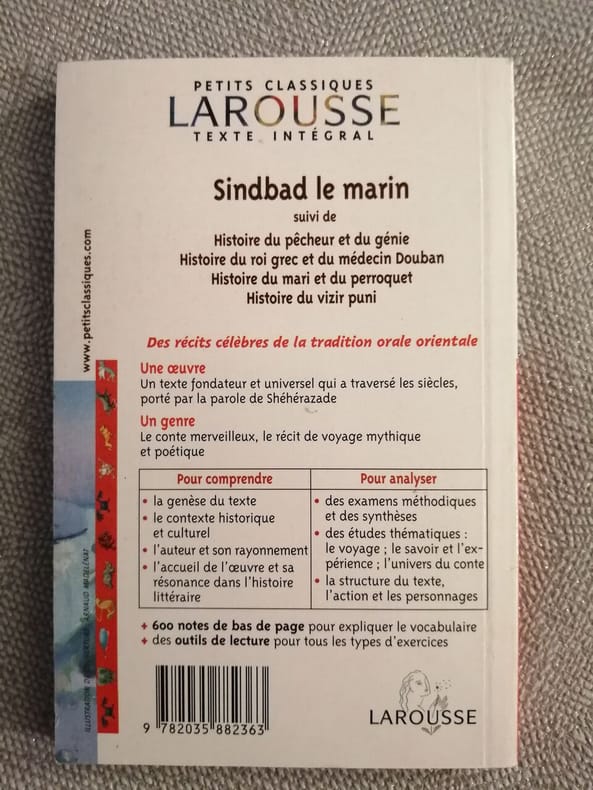 PETITS CLASSIQUES
LAROUSSE
TEXTE INTÉGRAL
Sindbad le marin
suivi de
Histoire du pêcheur et du génie
Histoire du roi grec et du médecin Douban
Histoire du mari et du perroquet
Histoire du vizir puni
www.petitsclassiques.com
Des récits célèbres de la tradition orale orientale
Une œuvre
Un texte fondateur et universel qui a traversé les siècles,
porté par la parole de Shéhérazade
Un genre
Le conte merveilleux, le récit de voyage mythique
et poétique
Pour comprendre
• la genèse du texte
• le contexte historique
et culturel
• l'auteur et son rayonnement
• l'accueil de l'œuvre et sa
résonance dans l'histoire
littéraire
Pour analyser
• des examens méthodiques
et des synthèses
• des études thématiques :
le voyage ; le savoir et l'ex-
périence ; l'univers du conte
• la structure du texte,
l'action et les personnages
+ 600 notes de bas de page pour expliquer le vocabulaire
+ des outils de lecture pour tous les types d'exercices
ILLUSTRATION
9 782035 882363
LAROUSSE